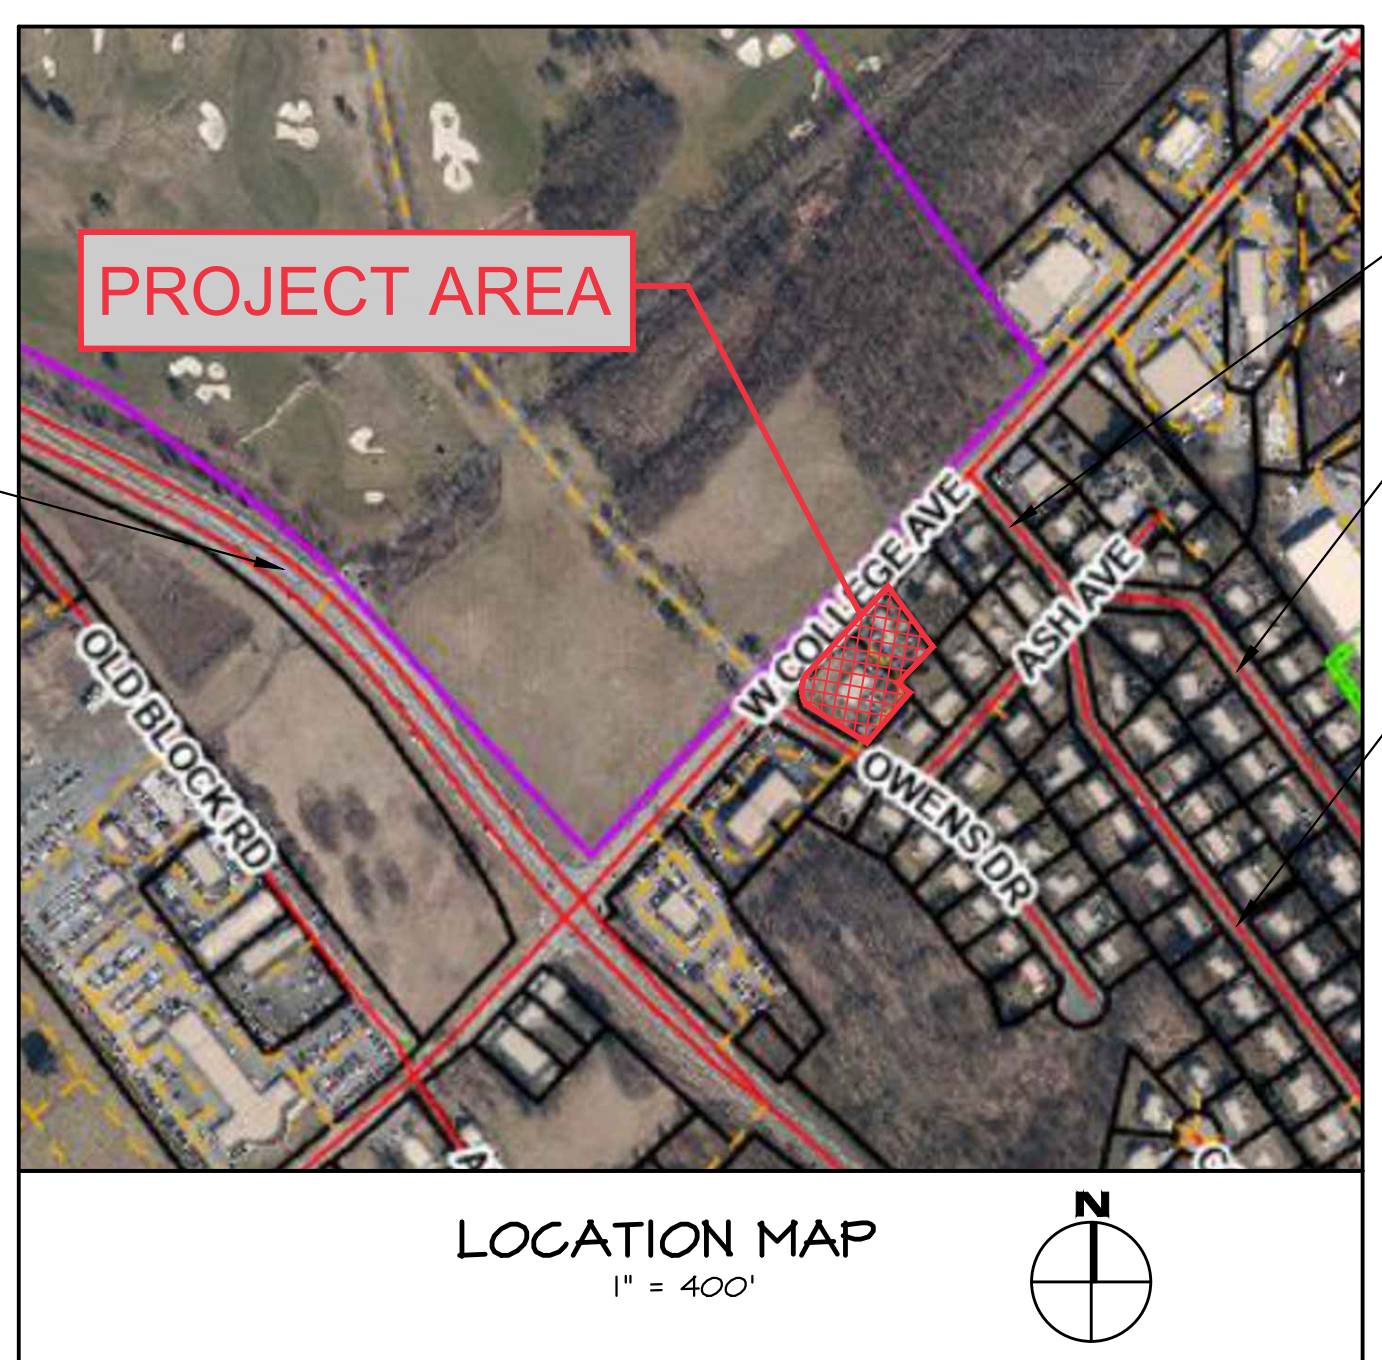 PROJECT AREA
W COLLEGE AVE
ASH AVE
OLD BLOCK RD
OWENS DR
LOCATION MAP
1" = 400'
N